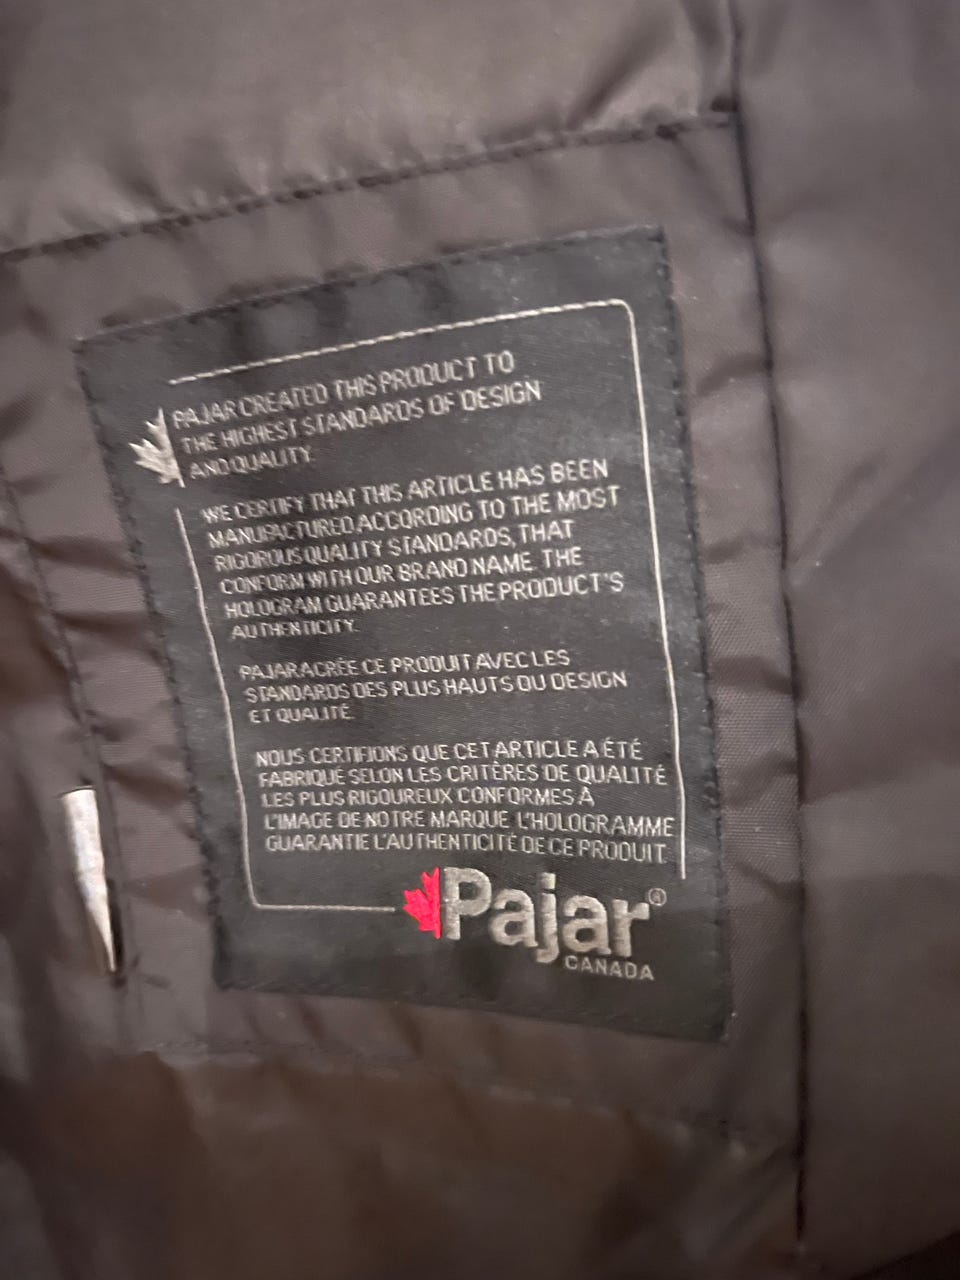 PAJAR CREATED THIS PRODUCT TO
THE HIGHEST STANDARDS OF DESIGN
AND QUALITY.
WE CERTIFY THAT THIS ARTICLE HAS BEEN
MANUFACTURED ACCORDING TO THE MOST
RIGOROUS QUALITY STANDARDS, THAT
CONFORM WITH OUR BRAND NAME. THE
HOLOGRAM GUARANTEES THE PRODUCT'S
AUTHENTICITY.
PAJAR A CRÉE CE PRODUIT AVEC LES
STANDARDS DES PLUS HAUTS DU DESIGN
ET QUALITÉ.
NOUS CERTIFIONS QUE CET ARTICLE A ÉTÉ
FABRIQUÉ SELON LES CRITÈRES DE QUALITÉ
LES PLUS RIGOUREUX CONFORMES À
L'IMAGE DE NOTRE MARQUE. L'HOLOGRAMME
GUARANTIE L'AUTHENTICITÉ DE CE PRODUIT.
Pajar®
CANADA